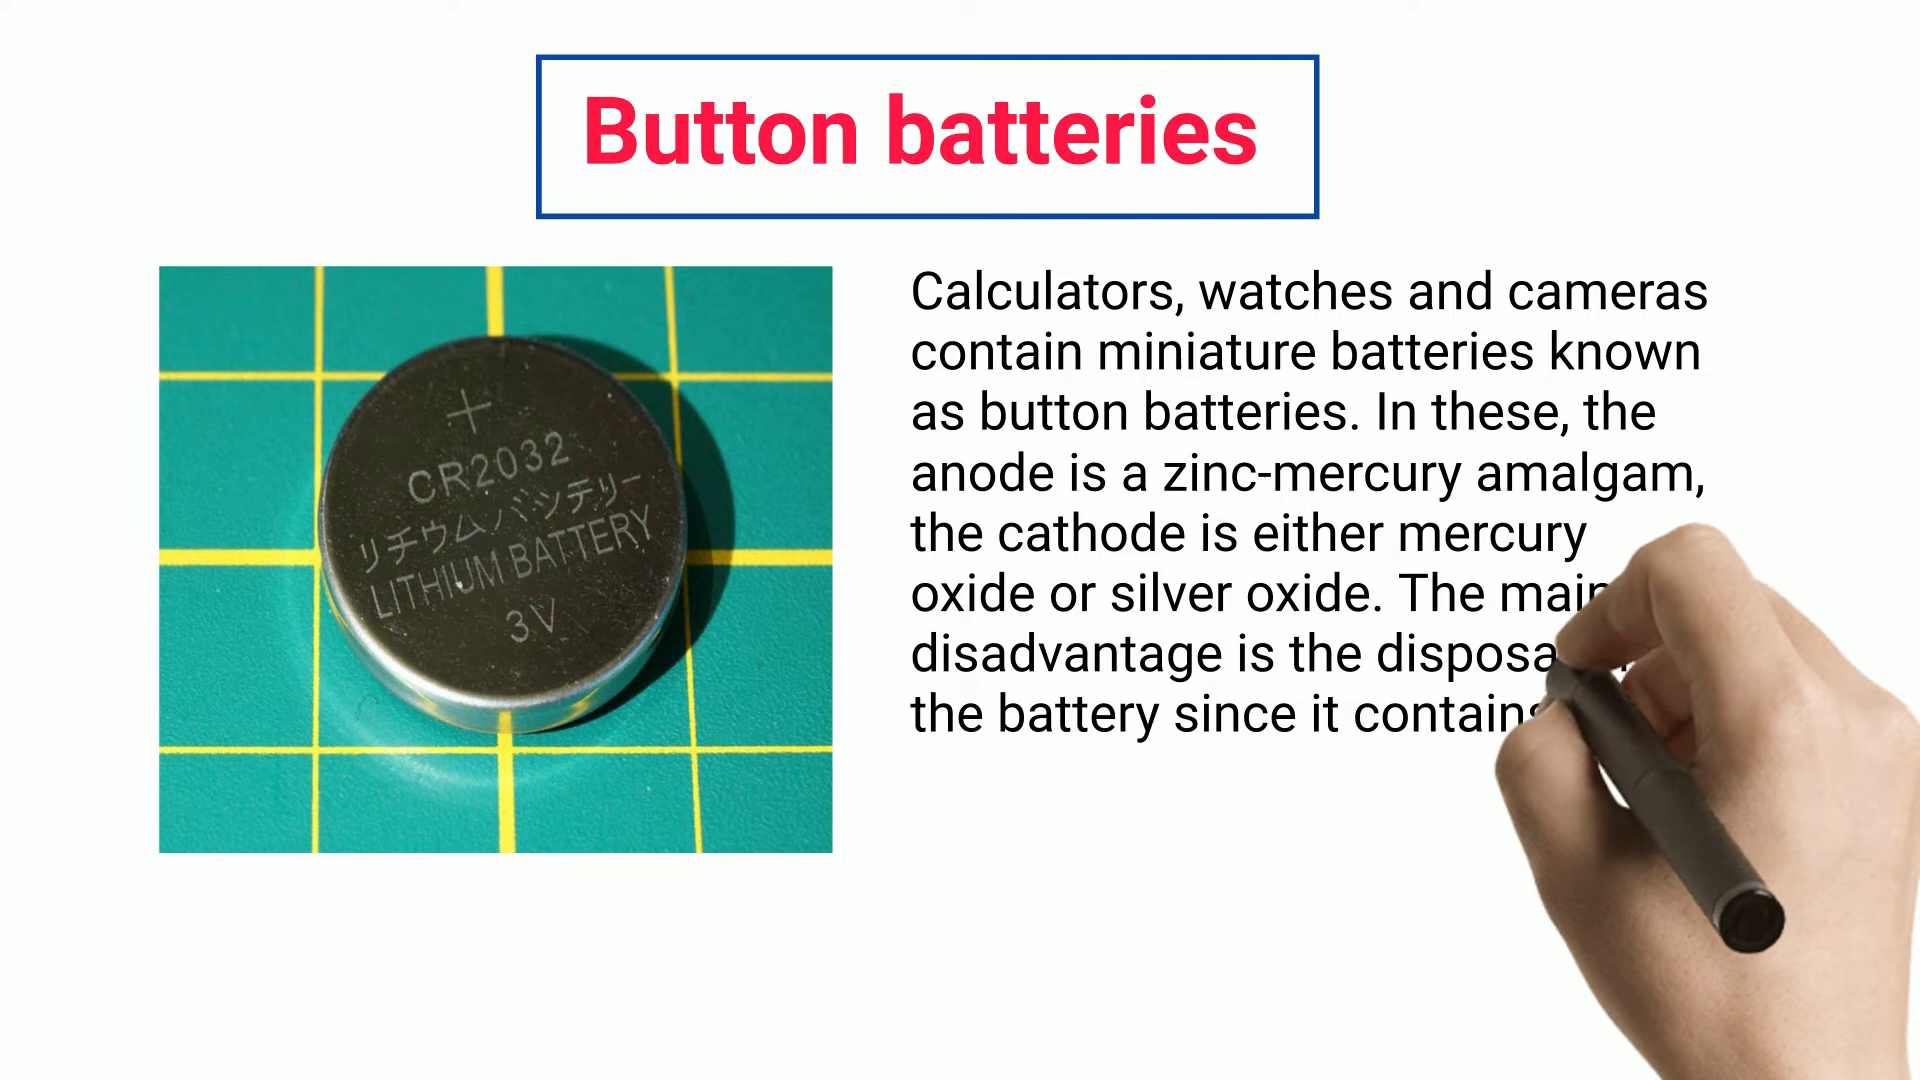 Button batteries
+
CR2032
リチウムバッテリー
LITHIUM BATTERY
3V
Calculators, watches and cameras
contain miniature batteries known
as button batteries. In these, the
anode is a zinc-mercury amalgam,
the cathode is either mercury
oxide or silver oxide. The main
disadvantage is the
the battery since it contains